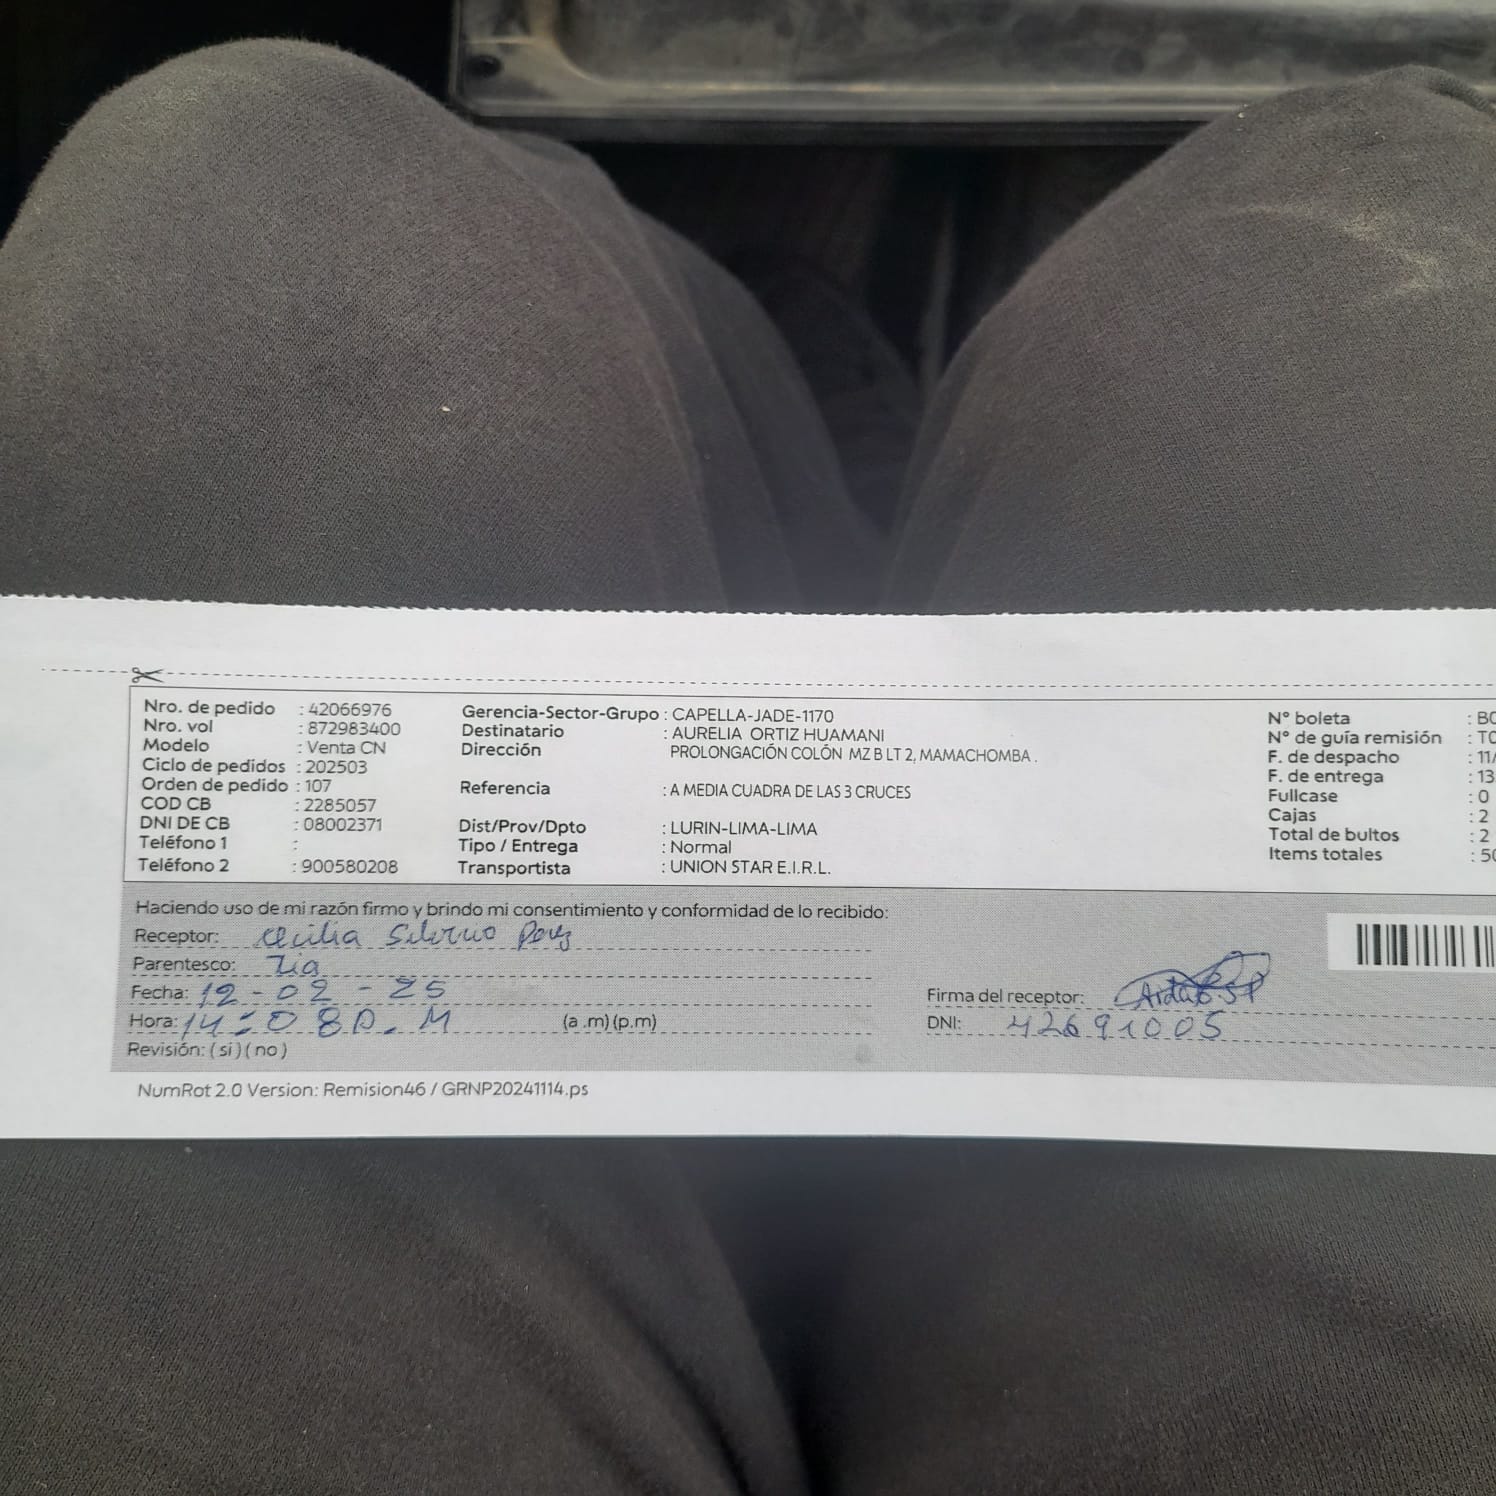 Nro. de pedido : 42066976
Nro. vol : 872983400
Modelo : Venta CN
Ciclo de pedidos : 202503
Orden de pedido : 107
COD CB : 2285057
DNI DE CB : 08002371
Teléfono 1 :
Teléfono 2 : 900580208
Gerencia-Sector-Grupo : CAPELLA-JADE-1170
Destinatario : AURELIA ORTIZ HUAMANI
Dirección PROLONGACIÓN COLÓN MZ B LT 2, MAMACHOMBA .
Referencia : A MEDIA CUADRA DE LAS 3 CRUCES
Dist/Prov/Dpto : LURIN-LIMA-LIMA
Tipo / Entrega : Normal
Transportista : UNION STAR E.I.R.L.
N° boleta : BO
N° de guía remisión : TO
F. de despacho : 11/
F. de entrega : 13
Fullcase : 0
Cajas : 2
Total de bultos : 2
Items totales : 50
Haciendo uso de mi razón firmo y brindo mi consentimiento y conformidad de lo recibido:
Receptor: Cecilia
Parentesco: Tia
Fecha: 12-02-25
Hora: 14:08 P.M (a .m) (p.m)
Revisión: ( si ) ( no )
Firma del receptor:
DNI: 42691005
NumRot 2.0 Version: Remision46 / GRNP20241114.ps